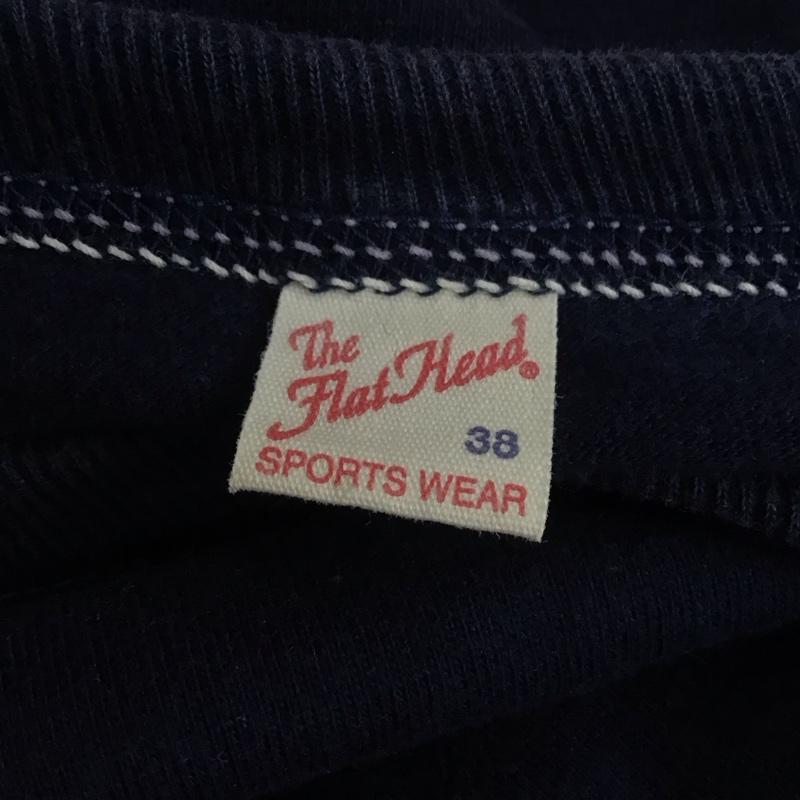 The
Flat Head®
38
SPORTS WEAR